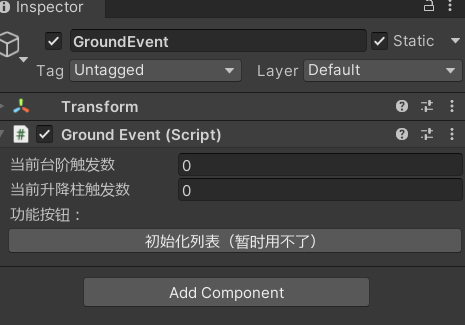 Inspector
GroundEvent Static
Tag Untagged Layer Default
Transform
# Ground Event (Script)
当前台阶触发数 0
当前升降柱触发数 0
功能按钮：
初始化列表（暂时用不了）
Add Component